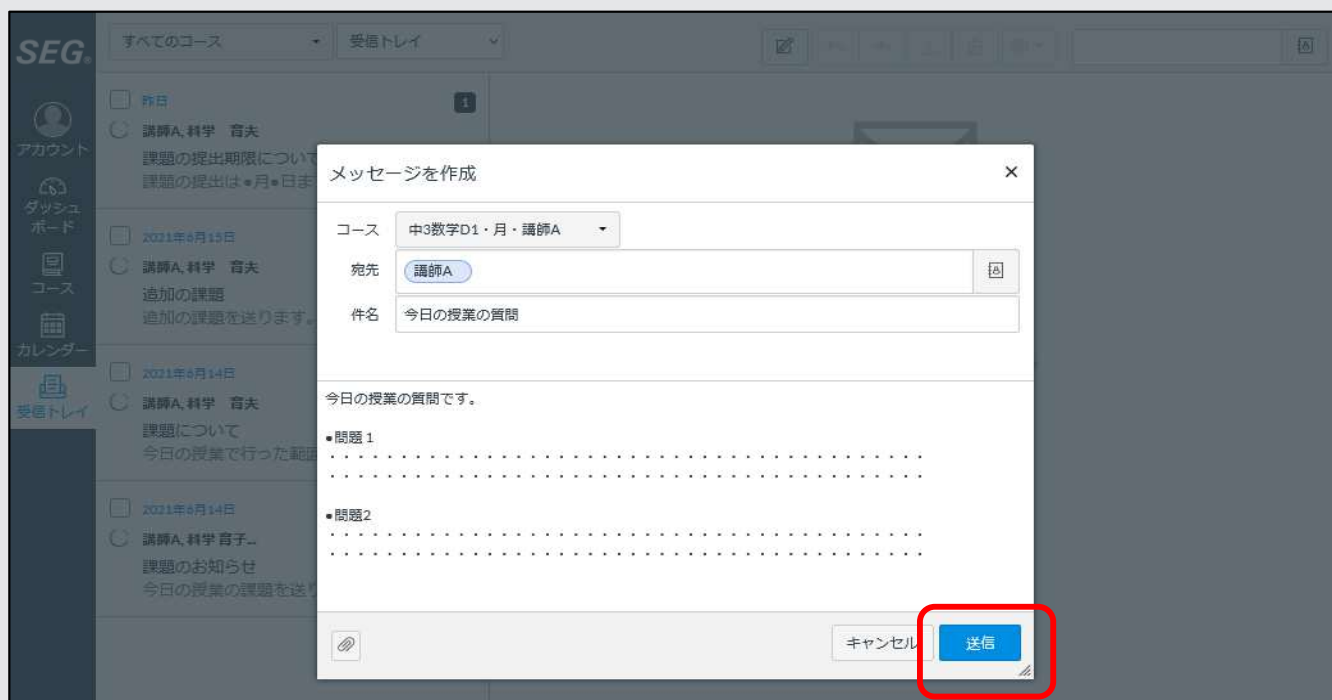 SEG.
すべてのコース
受信トレイ
アカウント
ダッシュ
ボード
コース
カレンダー
受信トレイ
昨日
1
講師A, 科学　育夫
課題の提出期限について
課題の提出は●月●日ま
2021年6月15日
講師A, 科学　育夫
追加の課題
追加の課題を送ります。
2021年6月14日
講師A, 科学　育夫
課題について
今日の授業で行った範囲
2021年6月14日
講師A, 科学 育子...
課題のお知らせ
今日の授業の課題を送り
メッセージを作成
コース
中3数学D1・月・講師A
宛先
講師A
件名
今日の授業の質問
今日の授業の質問です。
●問題1
・・・・・・・・・・・・・・・・・・・・・・・・・・・・・・・・・・・・・・・・・・
・・・・・・・・・・・・・・・・・・・・・・・・・・・・・・・・・・・・・・・・・・
●問題2
・・・・・・・・・・・・・・・・・・・・・・・・・・・・・・・・・・・・・・・・・・
・・・・・・・・・・・・・・・・・・・・・・・・・・・・・・・・・・・・・・・・・・
キャンセル
送信